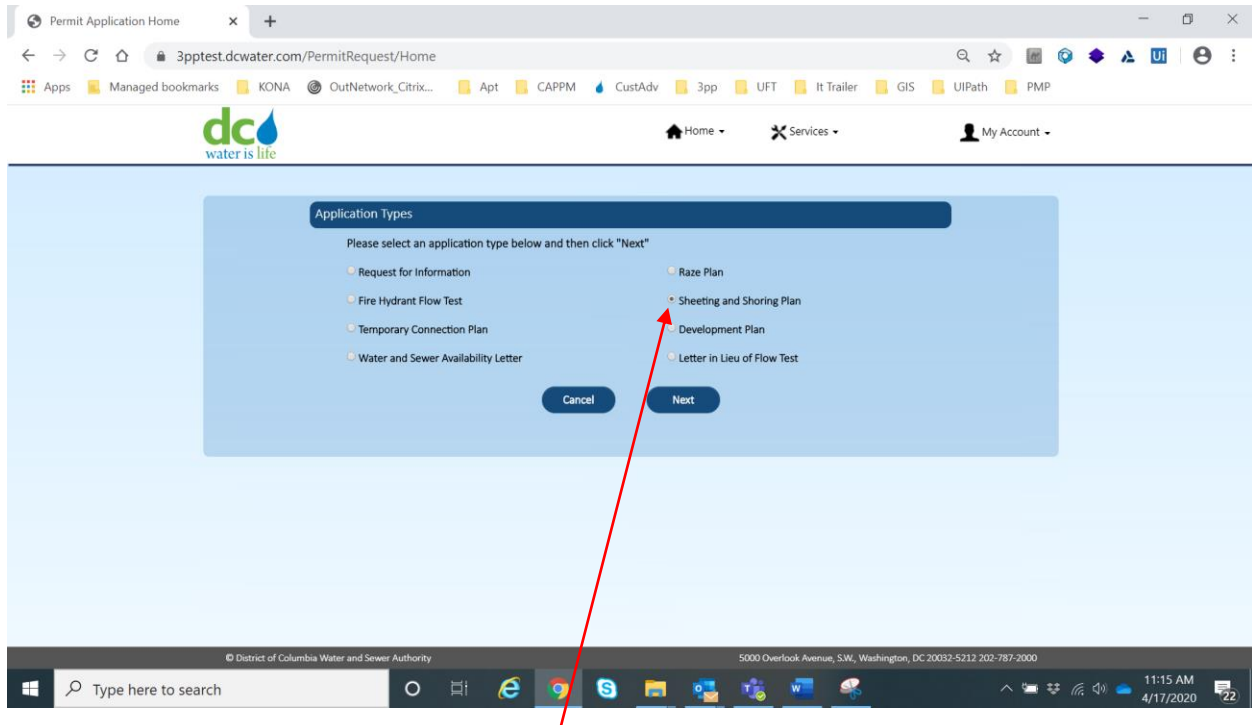 Permit Application Home
3pptest.dcwater.com/PermitRequest/Home
Apps Managed bookmarks KONA OutNetwork_Citrix... Apt CAPPM CustAdv 3pp UFT It Trailer GIS UIPath PMP
dc
water is life
Home Services My Account
Application Types
Please select an application type below and then click "Next"
Request for Information Raze Plan
Fire Hydrant Flow Test Sheeting and Shoring Plan
Temporary Connection Plan Development Plan
Water and Sewer Availability Letter Letter in Lieu of Flow Test
Cancel Next
© District of Columbia Water and Sewer Authority 5000 Overlook Avenue, S.W., Washington, DC 20032-5212 202-787-2000
Type here to search
11:15 AM
4/17/2020
22